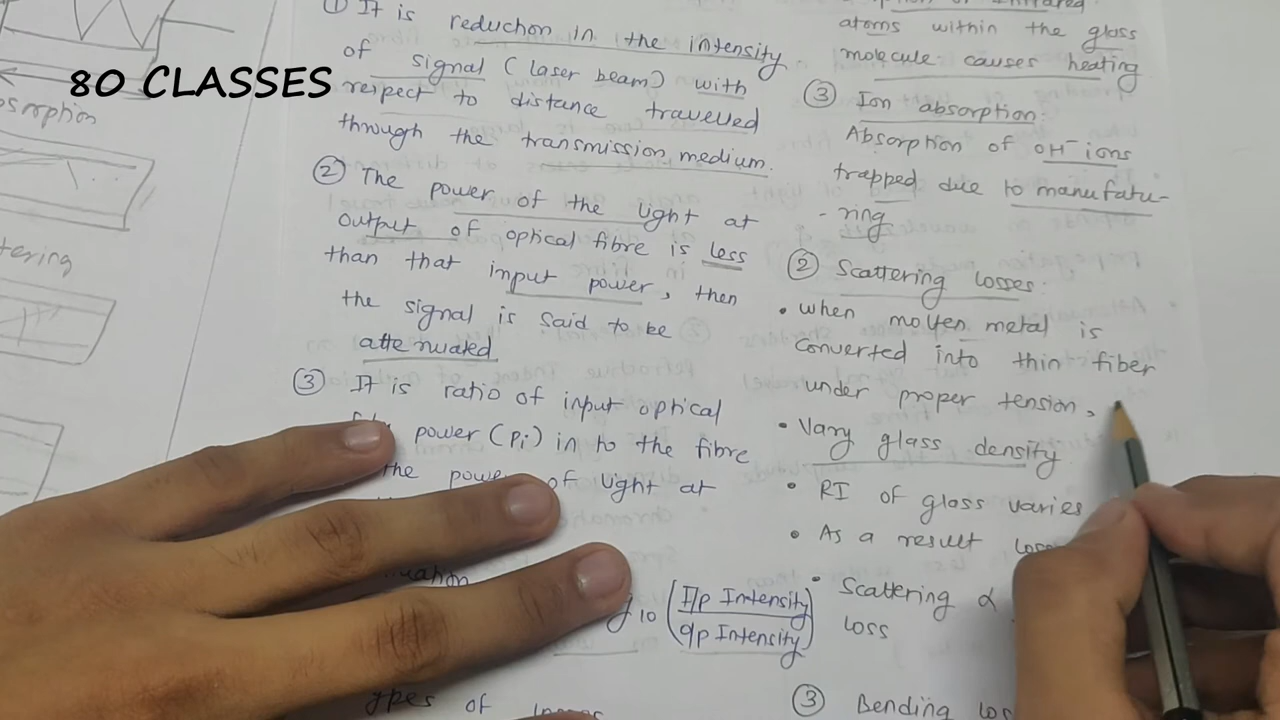 80 CLASSES
① It is reduction in the intensity
of signal (laser beam) with
respect to distance travelled
through the transmission medium.
② The power of the light at
output of optical fibre is less
than that input power, then
the signal is said to be
attenuated
③ It is ratio of input optical
power (Pi) in to the fibre
the power of light at
10 (I/p Intensity
o/p Intensity)
types of losses
atoms within the glass
molecule causes heating
③ Ion absorption:
Absorption of OH⁻ ions
trapped due to manufatu-
-ring
② Scattering losses:
• when molten metal is
converted into thin fiber
under proper tension,
• Vary glass density
• RI of glass varies
• As a result loss
• Scattering α
loss
③ Bending